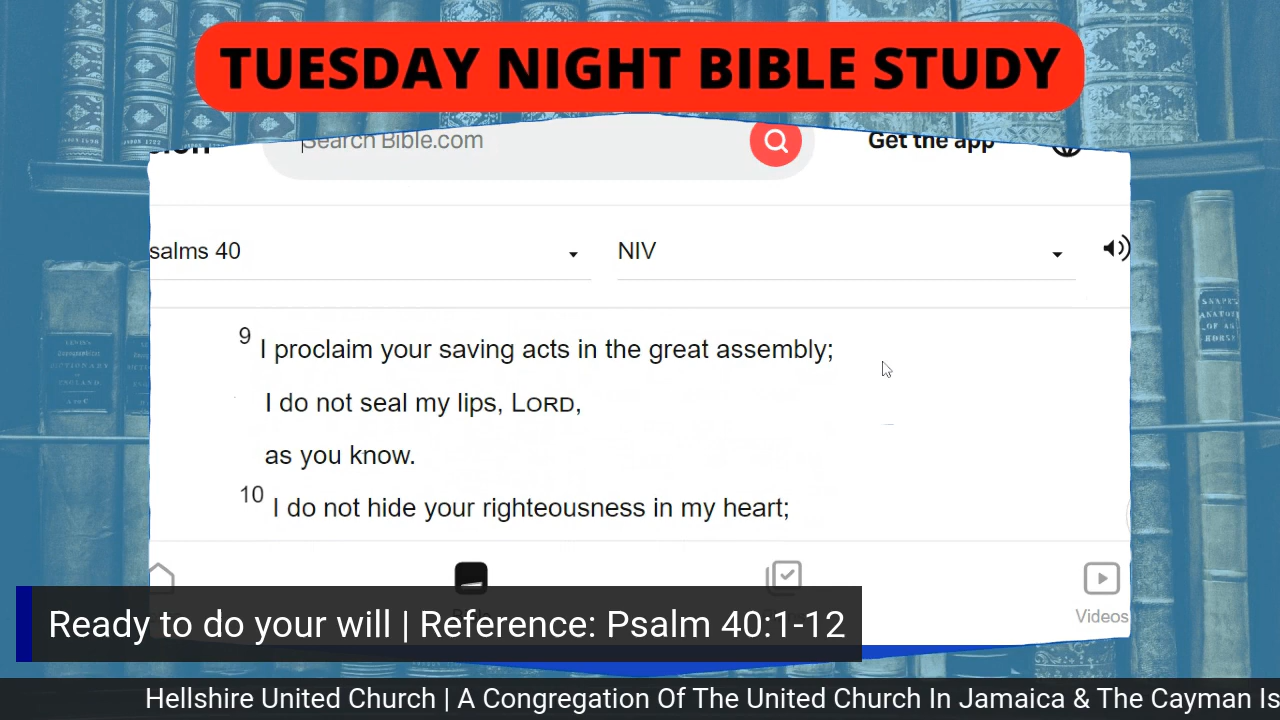 TUESDAY NIGHT BIBLE STUDY
Search Bible.com
Get the app
salms 40
NIV
9 I proclaim your saving acts in the great assembly;
I do not seal my lips, LORD,
as you know.
10 I do not hide your righteousness in my heart;
Videos
Ready to do your will | Reference: Psalm 40:1-12
Hellshire United Church | A Congregation Of The United Church In Jamaica & The Cayman Is